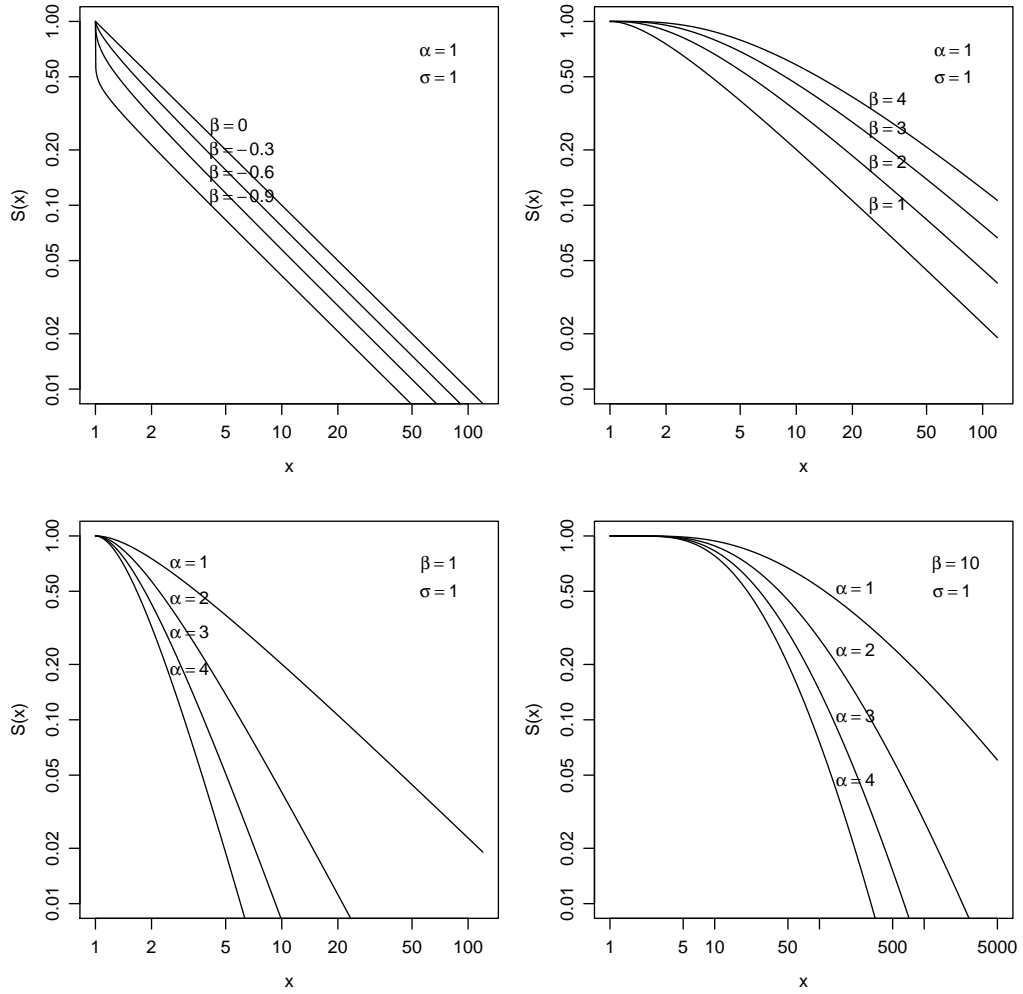 α = 1
σ = 1
β = 0
β = −0.3
β = −0.6
β = −0.9
S(x)
0.01 0.02 0.05 0.10 0.20 0.50 1.00
1 2 5 10 20 50 100
x
α = 1
σ = 1
β = 4
β = 3
β = 2
β = 1
S(x)
0.01 0.02 0.05 0.10 0.20 0.50 1.00
1 2 5 10 20 50 100
x
β = 1
σ = 1
α = 1
α = 2
α = 3
α = 4
S(x)
0.01 0.02 0.05 0.10 0.20 0.50 1.00
1 2 5 10 20 50 100
x
β = 10
σ = 1
α = 1
α = 2
α = 3
α = 4
S(x)
0.01 0.02 0.05 0.10 0.20 0.50 1.00
1 5 10 50 500 5000
x